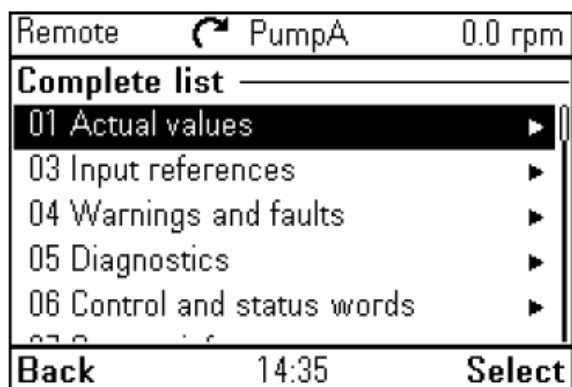 Remote PumpA 0.0 rpm
Complete list
01 Actual values
03 Input references
04 Warnings and faults
05 Diagnostics
06 Control and status words
Back 14:35 Select